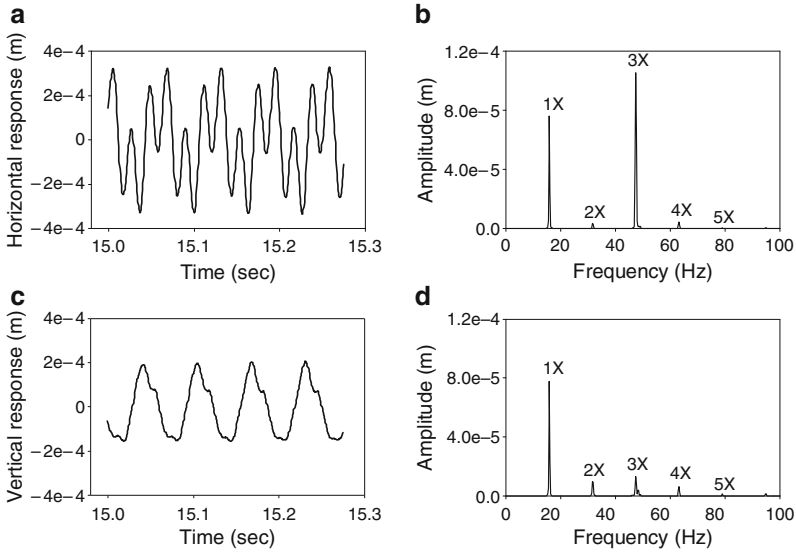 a
Horizontal response (m)
4e−4
2e−4
0
−2e−4
−4e−4
15.0 15.1 15.2 15.3
Time (sec)
b
Amplitude (m)
1.2e−4
8.0e−5
4.0e−5
0.0
1X 2X 3X 4X 5X
0 20 40 60 80 100
Frequency (Hz)
c
Vertical response (m)
4e−4
2e−4
0
−2e−4
−4e−4
15.0 15.1 15.2 15.3
Time (sec)
d
Amplitude (m)
1.2e−4
8.0e−5
4.0e−5
0.0
1X 2X 3X 4X 5X
0 20 40 60 80 100
Frequency (Hz)